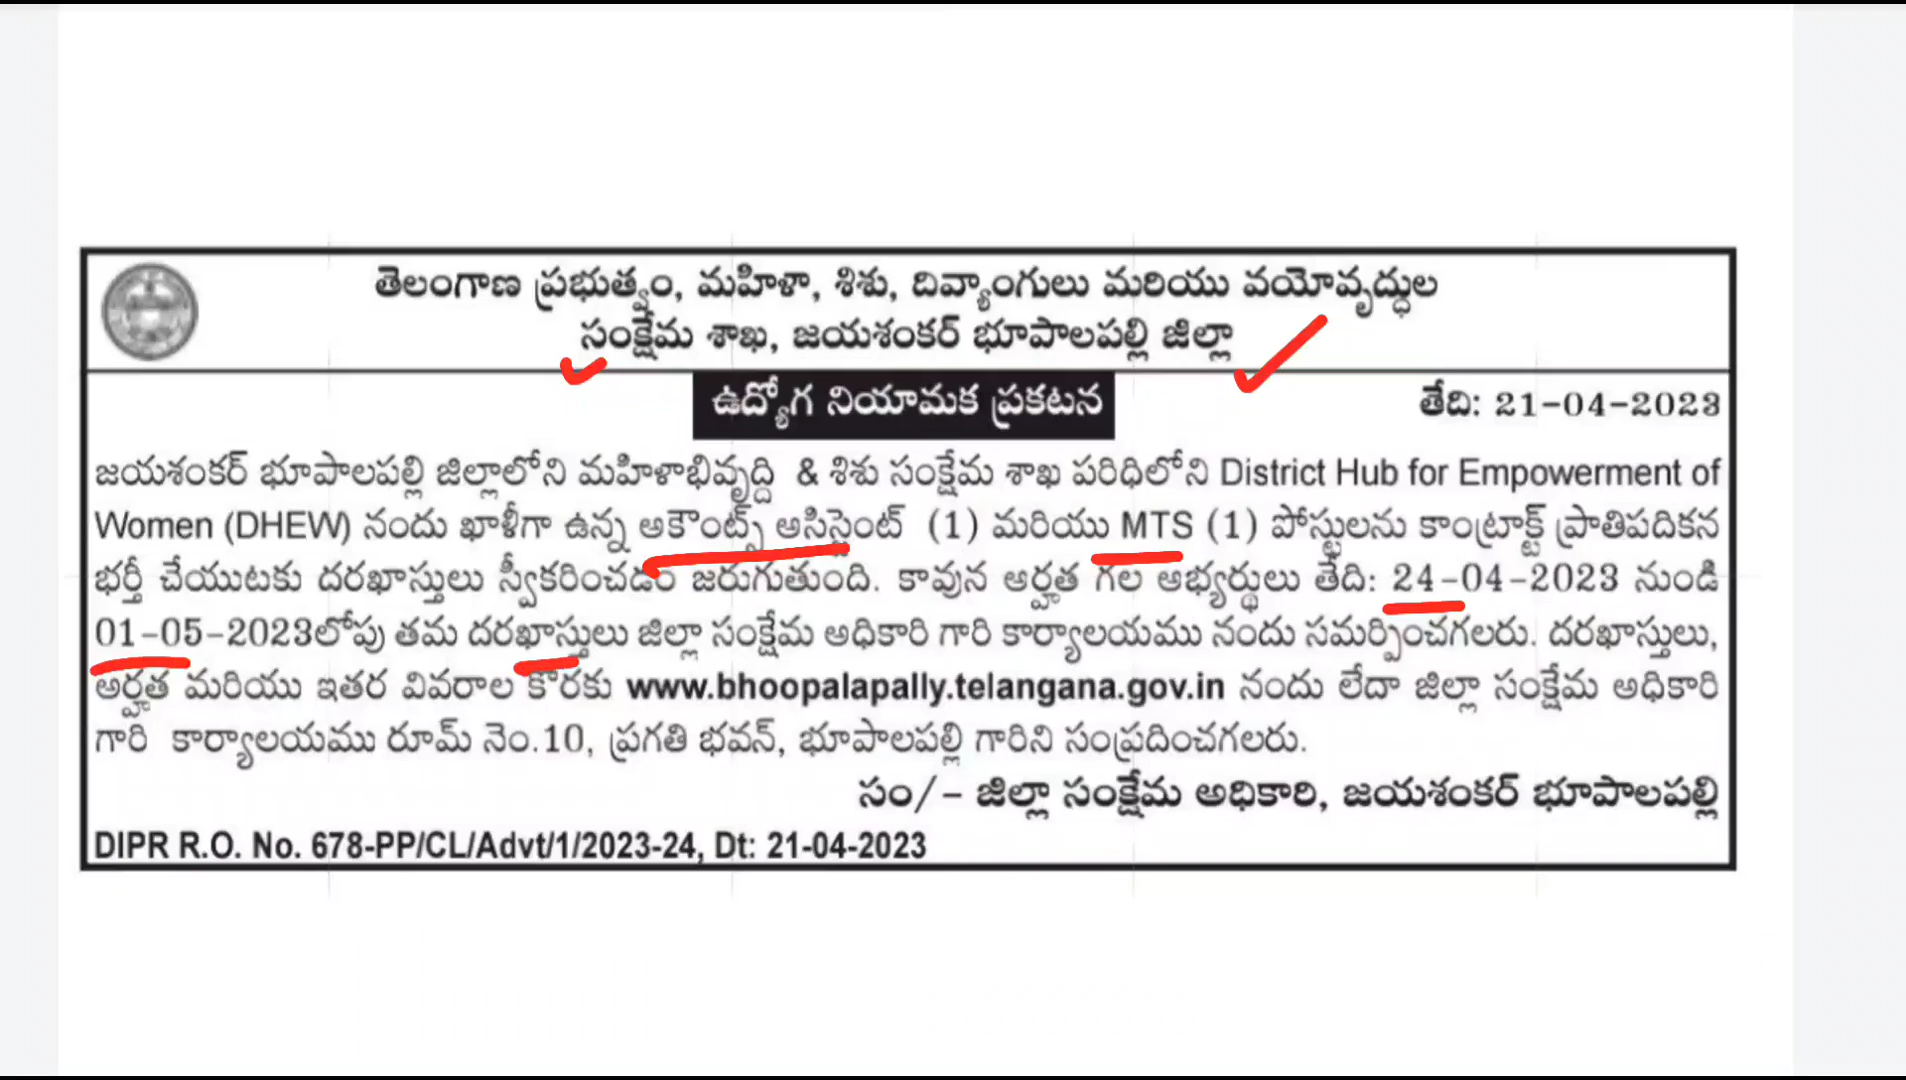 తెలంగాణ ప్రభుత్వం, మహిళా, శిశు, దివ్యాంగులు మరియు వయోవృద్ధుల
సంక్షేమ శాఖ, జయశంకర్ భూపాలపల్లి జిల్లా
ఉద్యోగ నియామక ప్రకటన
తేది: 21-04-2023
జయశంకర్ భూపాలపల్లి జిల్లాలోని మహిళాభివృద్ది & శిశు సంక్షేమ శాఖ పరిధిలోని District Hub for Empowerment of
Women (DHEW) నందు ఖాళీగా ఉన్న అకౌంట్స్ అసిస్టెంట్ (1) మరియు MTS (1) పోస్టులను కాంట్రాక్ట్ ప్రాతిపదికన
భర్తీ చేయుటకు దరఖాస్తులు స్వీకరించడం జరుగుతుంది. కావున అర్హత గల అభ్యర్థులు తేది: 24-04-2023 నుండి
01-05-2023లోపు తమ దరఖాస్తులు జిల్లా సంక్షేమ అధికారి గారి కార్యాలయము నందు సమర్పించగలరు. దరఖాస్తులు,
అర్హత మరియు ఇతర వివరాల కొరకు www.bhoopalapally.telangana.gov.in నందు లేదా జిల్లా సంక్షేమ అధికారి
గారి కార్యాలయము రూమ్ నెం.10, ప్రగతి భవన్, భూపాలపల్లి గారిని సంప్రదించగలరు.
సం/- జిల్లా సంక్షేమ అధికారి, జయశంకర్ భూపాలపల్లి
DIPR R.O. No. 678-PP/CL/Advt/1/2023-24, Dt: 21-04-2023